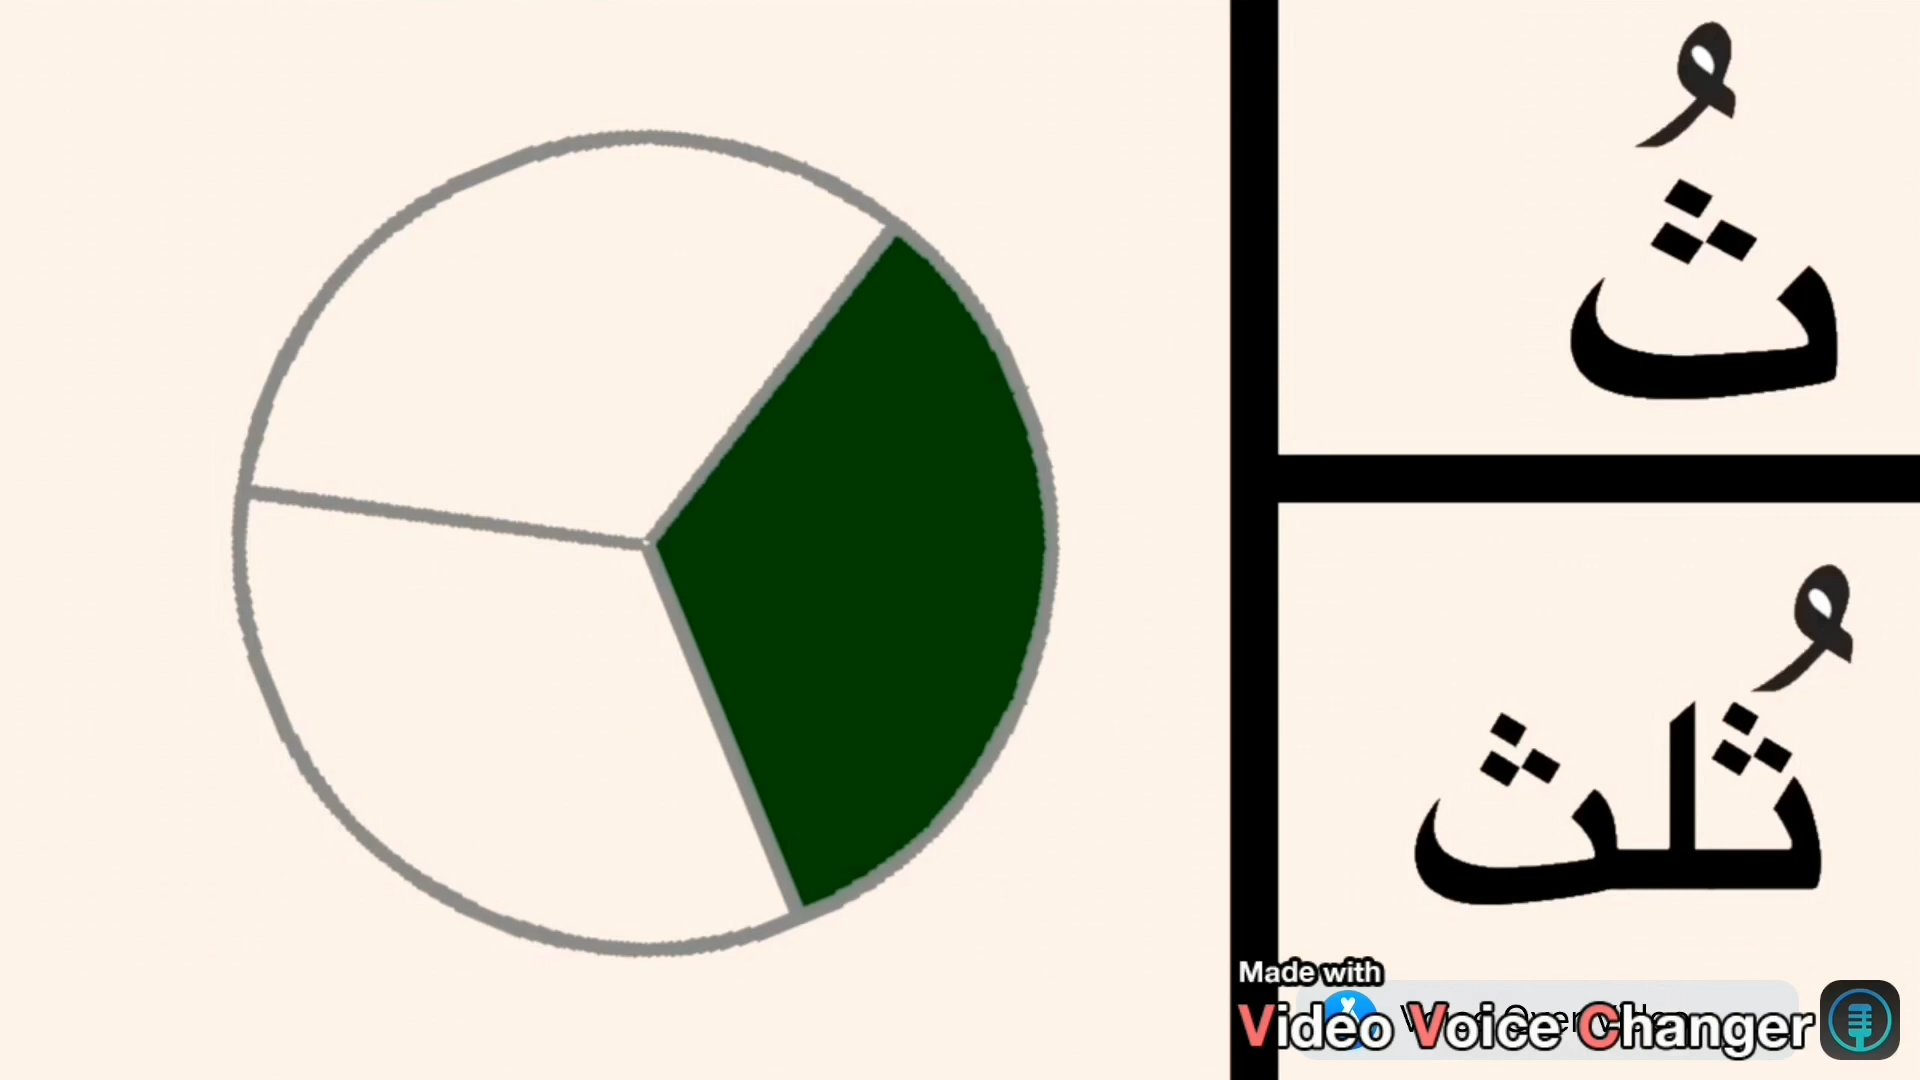 ثُ
ثُلث
Made with
Video Voice Changer